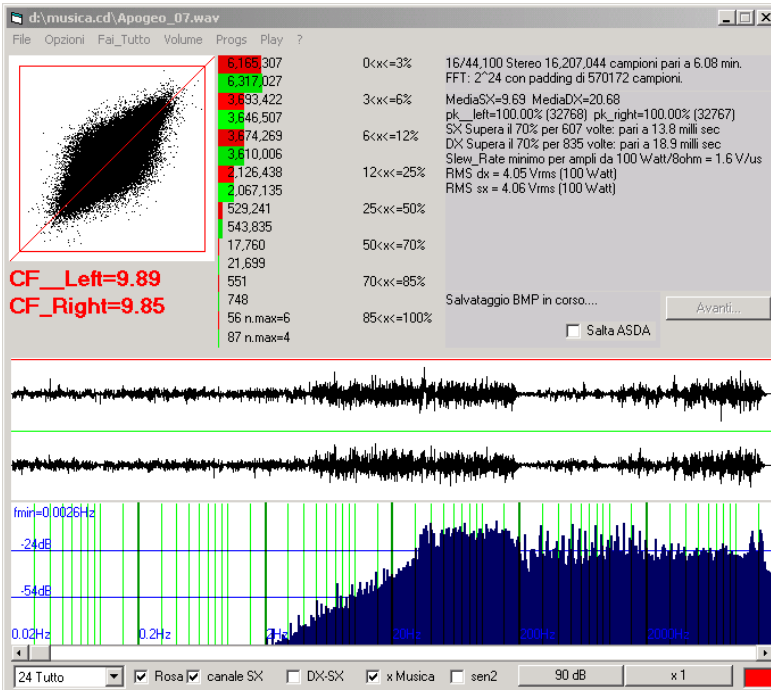 d:\musica.cd\Apogeo_07.wav
File Opzioni Fai_Tutto Volume Progs Play ?
6,165,307 0<x<=3%
6,317,027
3,693,422 3<x<=6%
3,646,507
3,674,269 6<x<=12%
3,610,006
2,126,438 12<x<=25%
2,067,135
529,241 25<x<=50%
543,835
17,760 50<x<=70%
21,699
551 70<x<=85%
748
56 n.max=6 85<x<=100%
87 n.max=4
16/44,100 Stereo 16,207,044 campioni pari a 6.08 min.
FFT: 2^24 con padding di 570172 campioni.
MediaSX=9.69 MediaDX=20.68
pk__left=100.00% (32768) pk_right=100.00% (32767)
SX Supera il 70% per 607 volte: pari a 13.8 milli sec
DX Supera il 70% per 835 volte: pari a 18.9 milli sec
Slew_Rate minimo per ampli da 100 Watt/8ohm = 1.6 V/us
RMS dx = 4.05 Vrms (100 Watt)
RMS sx = 4.06 Vrms (100 Watt)
CF__Left=9.89
CF_Right=9.85
Salvataggio BMP in corso....
Avanti...
Salta ASDA
fmin=0.0026Hz
-24dB
-54dB
0.02Hz 0.2Hz 2Hz 20Hz 200Hz 2000Hz
24 Tutto Rosa canale SX DX-SX x Musica sen2 90 dB x 1